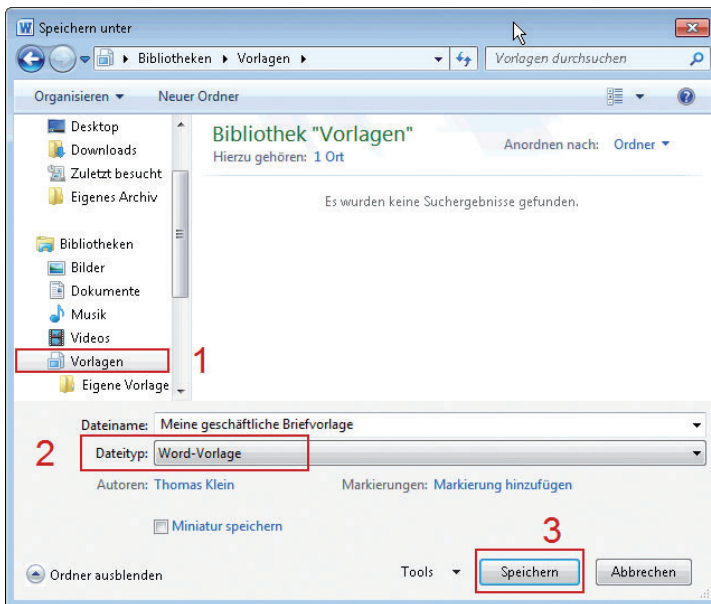 Speichern unter
Bibliotheken Vorlagen Vorlagen durchsuchen
Organisieren Neuer Ordner
Desktop
Downloads
Zuletzt besucht
Eigenes Archiv
Bibliotheken
Bilder
Dokumente
Musik
Videos
Vorlagen 1
Eigene Vorlage
Bibliothek "Vorlagen"
Hierzu gehören: 1 Ort
Anordnen nach: Ordner
Es wurden keine Suchergebnisse gefunden.
Dateiname: Meine geschäftliche Briefvorlage
2 Dateityp: Word-Vorlage
Autoren: Thomas Klein Markierungen: Markierung hinzufügen
Miniatur speichern
3
Ordner ausblenden Tools Speichern Abbrechen